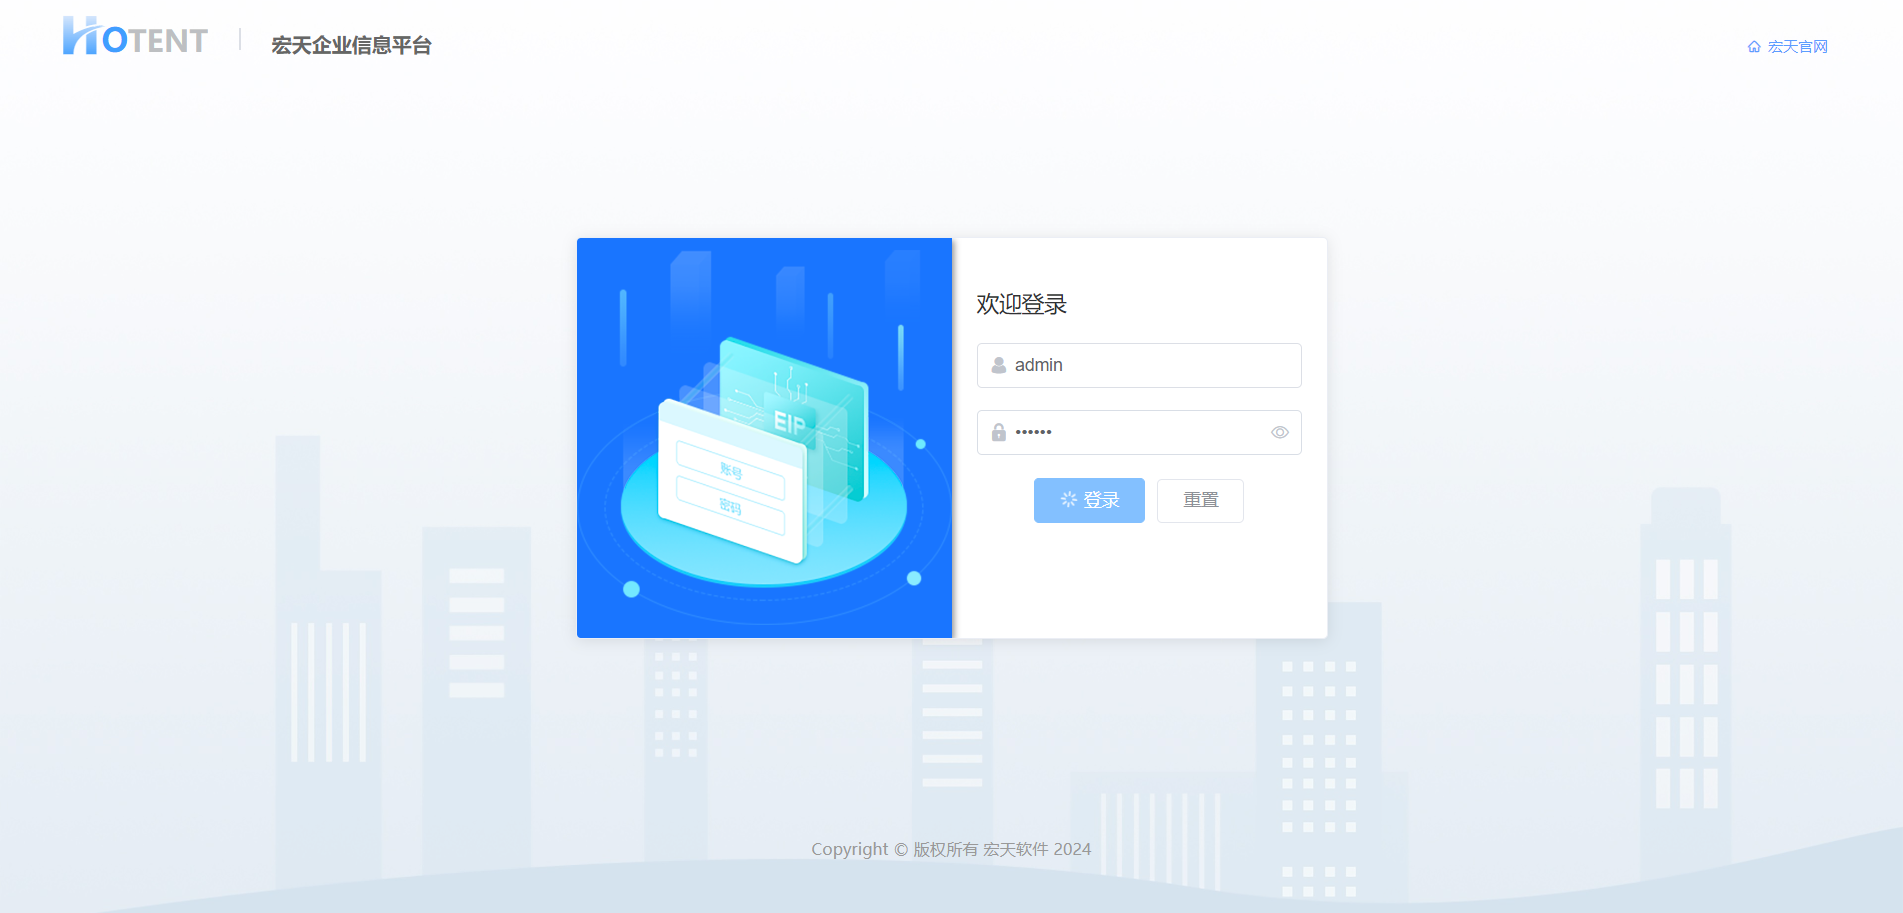 HOTENT
宏天企业信息平台
宏天官网
EIP
账号
密码
欢迎登录
admin
••••••
登录
重置
Copyright © 版权所有 宏天软件 2024